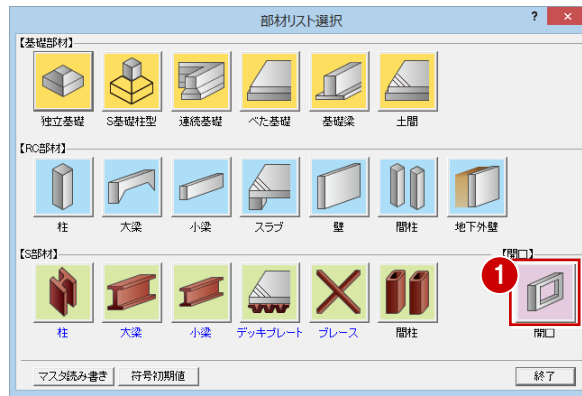 部材リスト選択 ? ×
【基礎部材】
独立基礎 S基礎柱型 連続基礎 べた基礎 基礎梁 土間
【RC部材】
柱 大梁 小梁 スラブ 壁 間柱 地下外壁
【S部材】 【開口】
1
柱 大梁 小梁 デッキプレート ブレース 間柱 開口
マスタ読み書き 符号初期値 終了